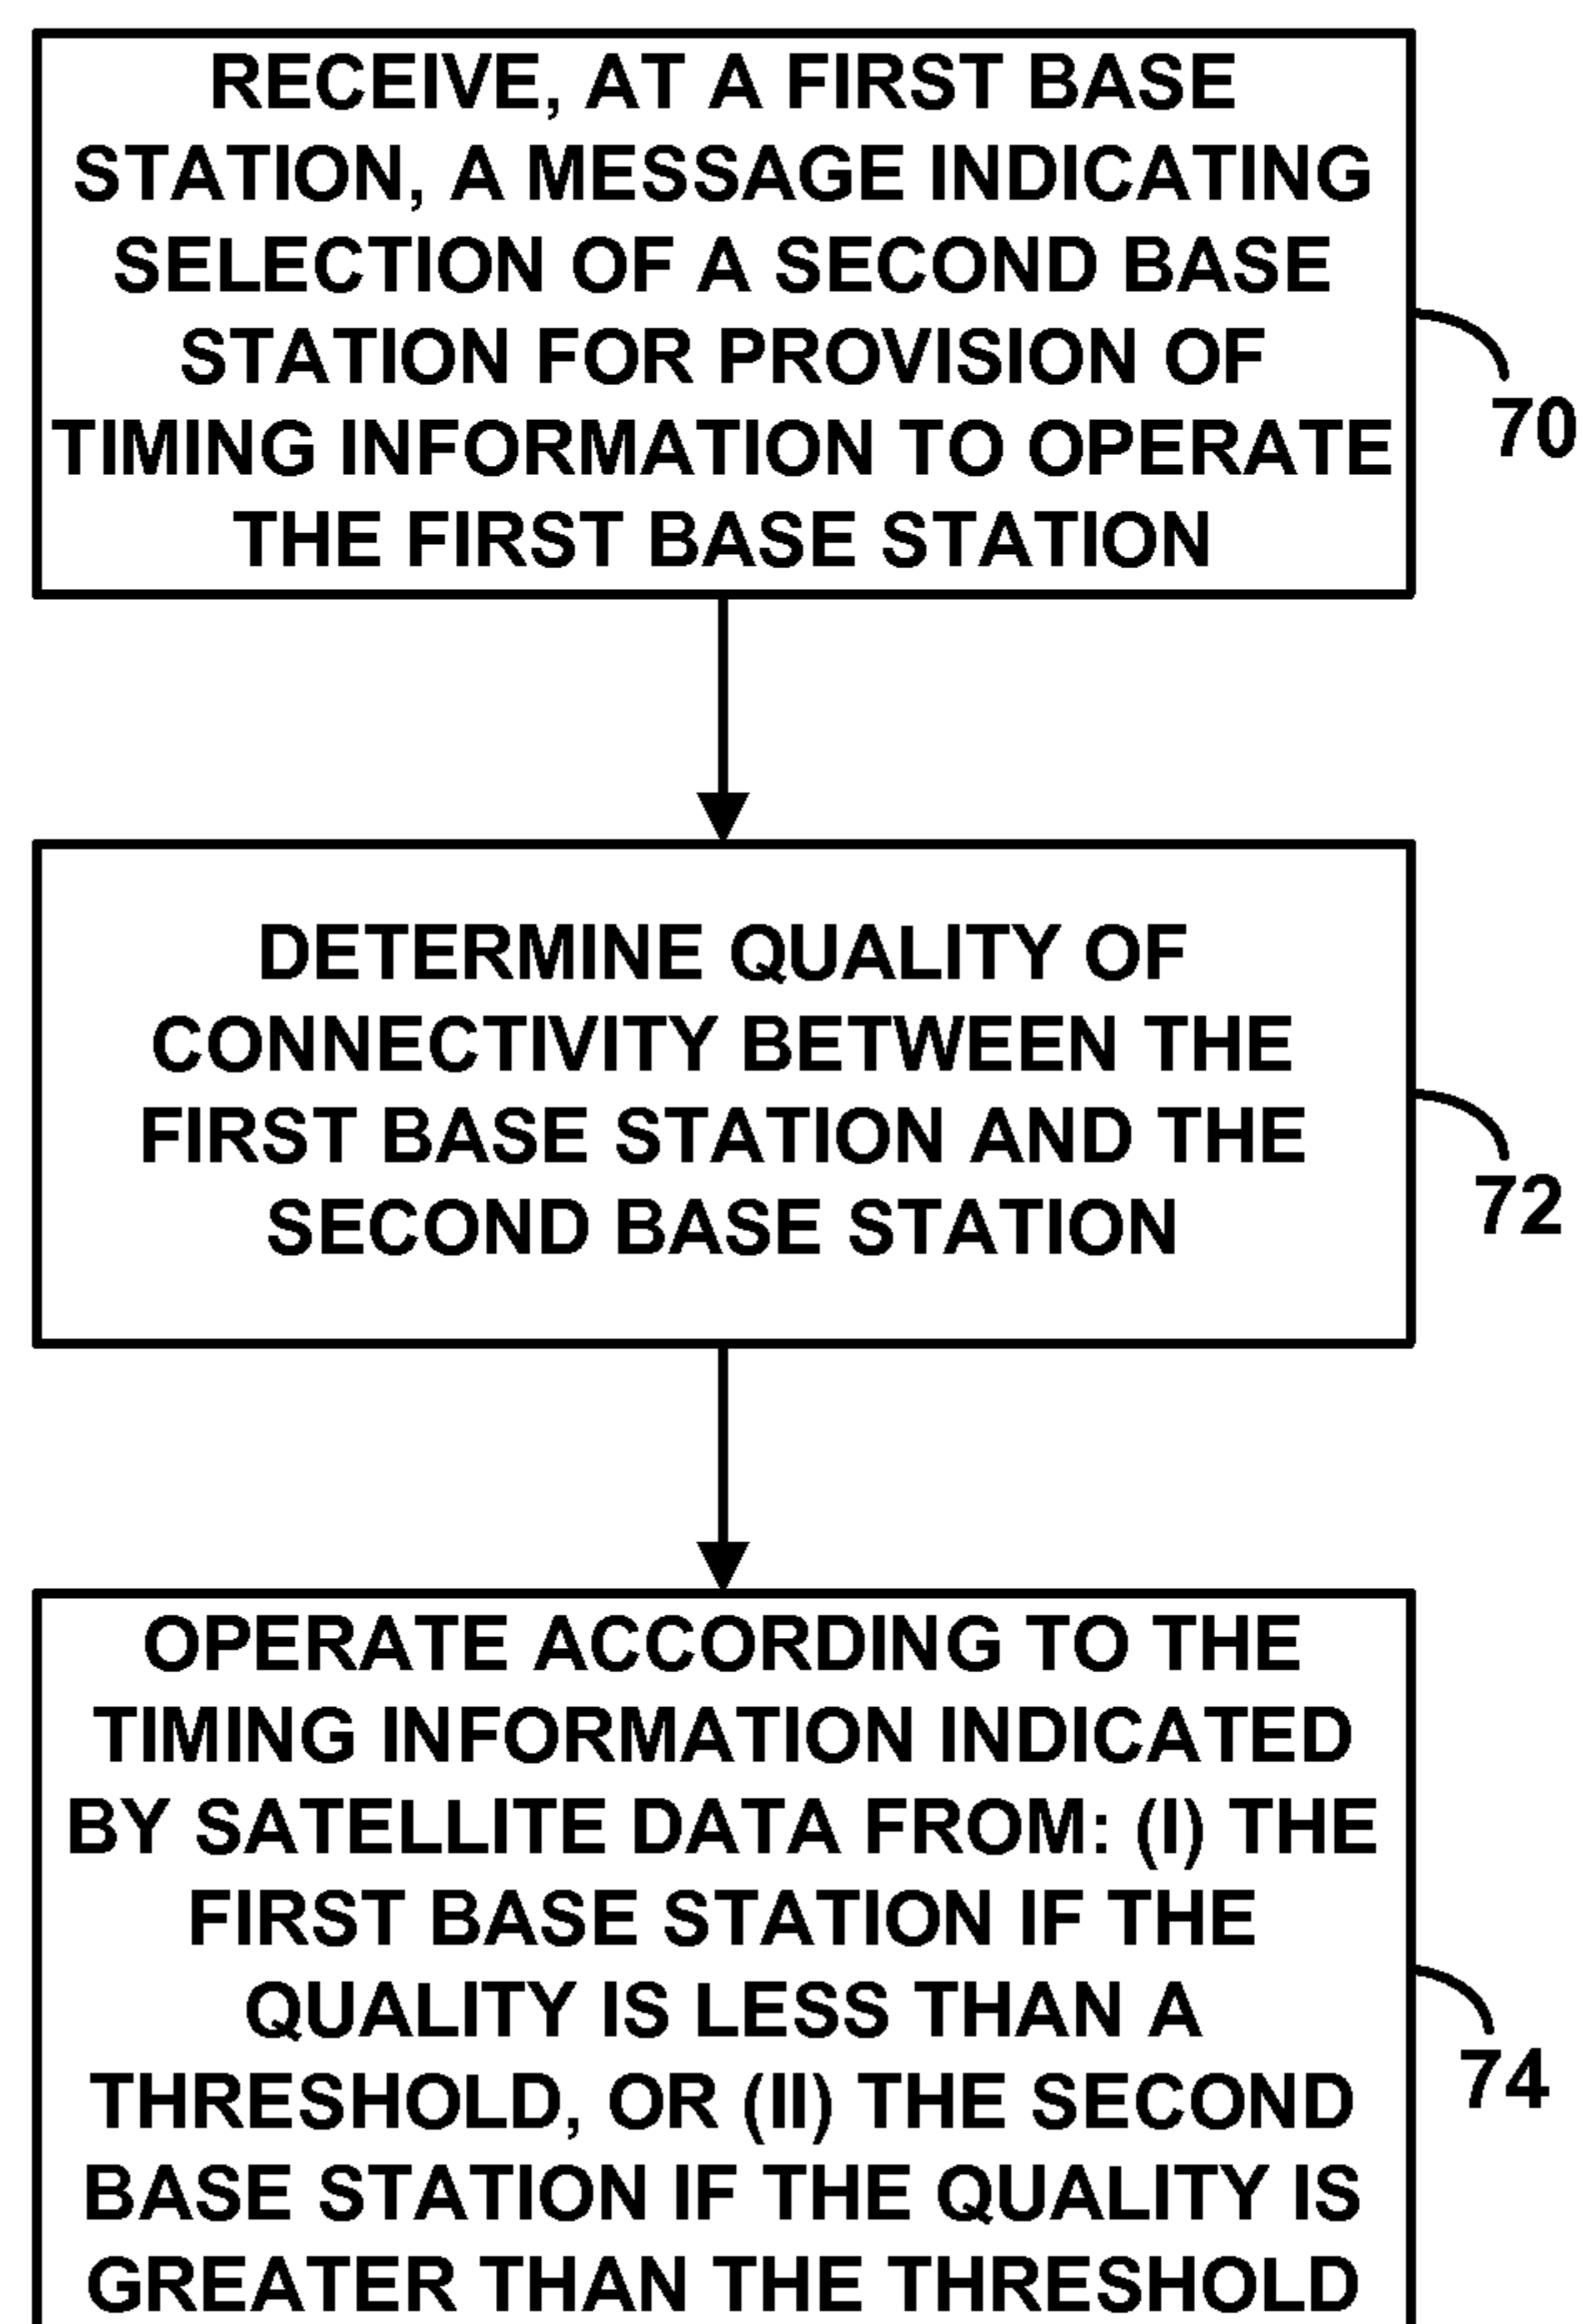 RECEIVE, AT A FIRST BASE
STATION, A MESSAGE INDICATING
SELECTION OF A SECOND BASE
STATION FOR PROVISION OF
TIMING INFORMATION TO OPERATE
THE FIRST BASE STATION
70
DETERMINE QUALITY OF
CONNECTIVITY BETWEEN THE
FIRST BASE STATION AND THE
SECOND BASE STATION
72
OPERATE ACCORDING TO THE
TIMING INFORMATION INDICATED
BY SATELLITE DATA FROM: (I) THE
FIRST BASE STATION IF THE
QUALITY IS LESS THAN A
THRESHOLD, OR (II) THE SECOND
BASE STATION IF THE QUALITY IS
GREATER THAN THE THRESHOLD
74